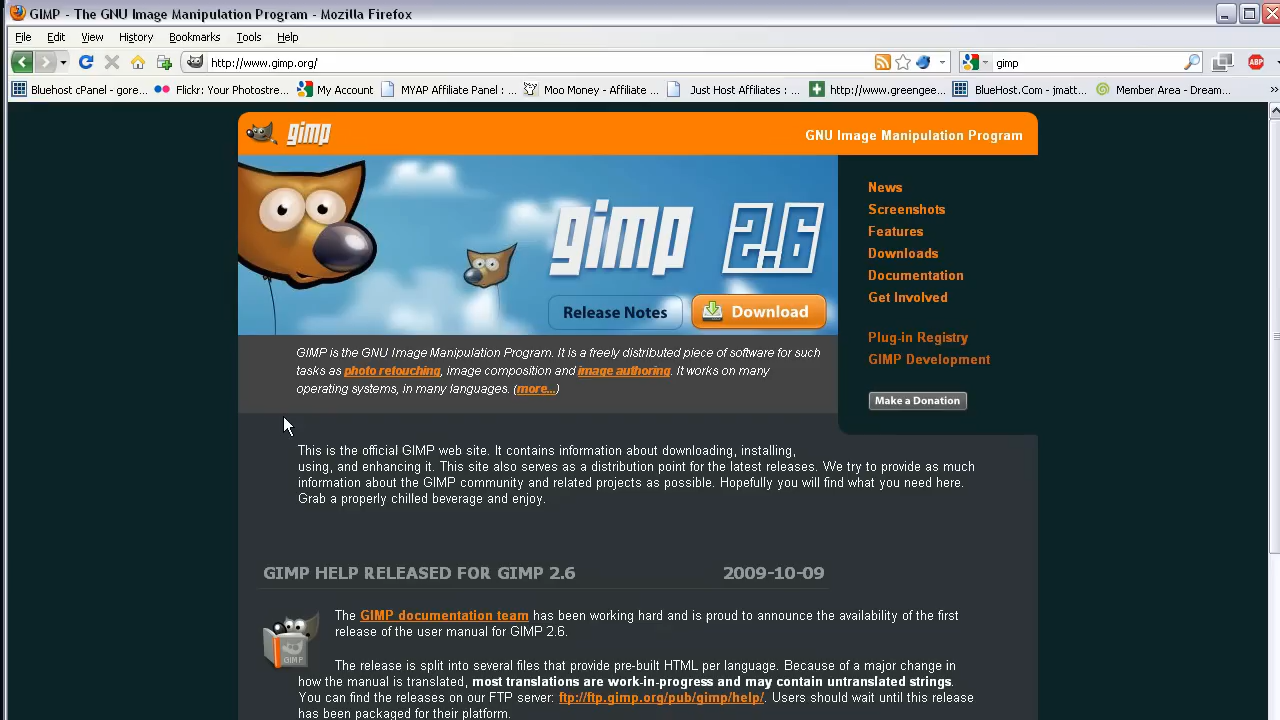 GIMP - The GNU Image Manipulation Program - Mozilla Firefox
File Edit View History Bookmarks Tools Help
http://www.gimp.org/ gimp ABP
Bluehost cPanel - ore... Flickr: Your Photostre... My Account MYAP Affiliate Panel : ... Moo Money - Affiliate ... Just Host Affiliates : ... http://www.greengee... BlueHost.Com - jmatt... Member Area - Dream... »
gimp GNU Image Manipulation Program
gimp 2.6
Release Notes Download
News
Screenshots
Features
Downloads
Documentation
Get Involved
Plug-in Registry
GIMP Development
Make a Donation
GIMP is the GNU Image Manipulation Program. It is a freely distributed piece of software for such
tasks as photo retouching, image composition and image authoring. It works on many
operating systems, in many languages. (more...)
This is the official GIMP web site. It contains information about downloading, installing,
using, and enhancing it. This site also serves as a distribution point for the latest releases. We try to provide as much
information about the GIMP community and related projects as possible. Hopefully you will find what you need here.
Grab a properly chilled beverage and enjoy.
GIMP HELP RELEASED FOR GIMP 2.6 2009-10-09
GIMP
The GIMP documentation team has been working hard and is proud to announce the availability of the first
release of the user manual for GIMP 2.6.
The release is split into several files that provide pre-built HTML per language. Because of a major change in
how the manual is translated, most translations are work-in-progress and may contain untranslated strings.
You can find the releases on our FTP server: ftp://ftp.gimp.org/pub/gimp/help/. Users should wait until this release
has been packaged for their platform.